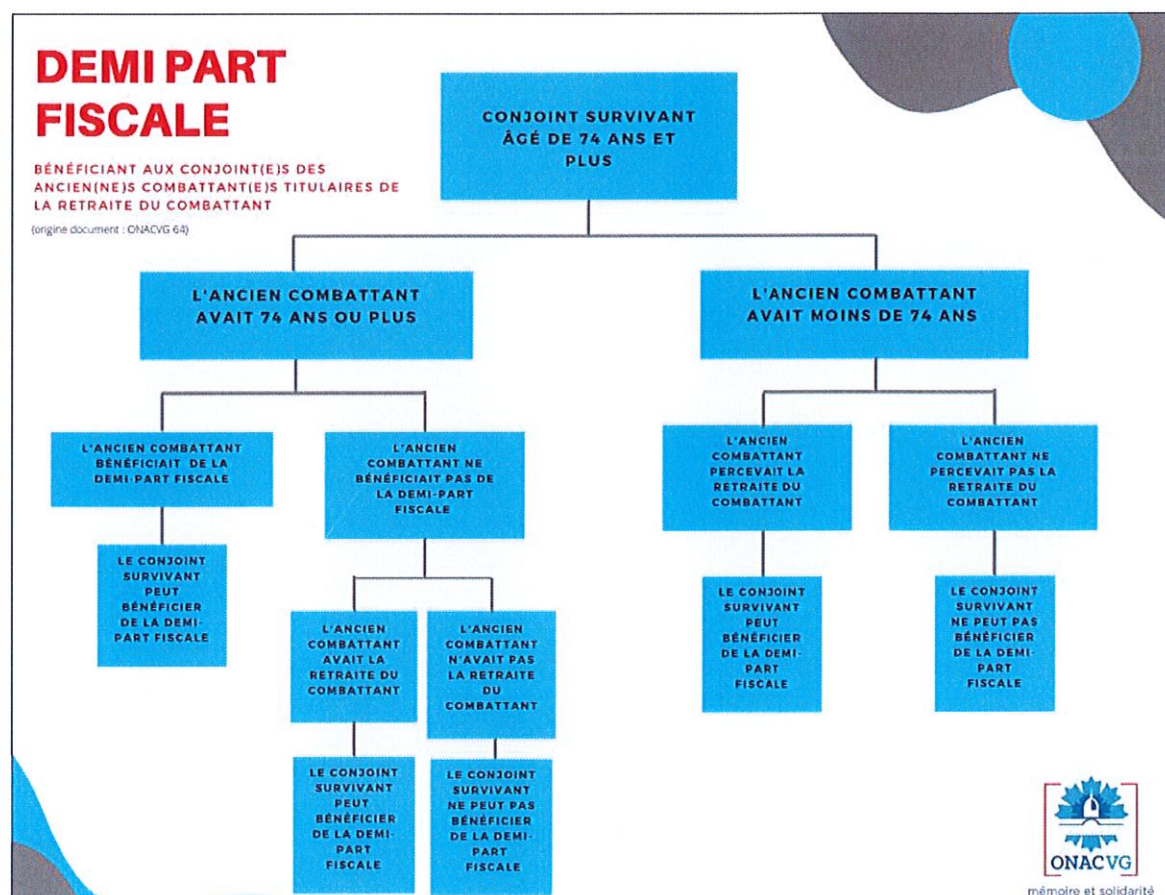 DEMI PART
FISCALE
BÉNÉFICIANT AUX CONJOINT(E)S DES
ANCIEN(NE)S COMBATTANT(E)S TITULAIRES DE
LA RETRAITE DU COMBATTANT
(origine document : ONACVG 64)
CONJOINT SURVIVANT
ÂGÉ DE 74 ANS ET
PLUS
L'ANCIEN COMBATTANT
AVAIT 74 ANS OU PLUS
L'ANCIEN COMBATTANT
AVAIT MOINS DE 74 ANS
L'ANCIEN COMBATTANT
BÉNÉFICIAIT DE LA
DEMI-PART FISCALE
L'ANCIEN
COMBATTANT NE
BÉNÉFICIAIT PAS DE
LA DEMI-PART
FISCALE
L'ANCIEN
COMBATTANT
PERCEVAIT LA
RETRAITE DU
COMBATTANT
L'ANCIEN
COMBATTANT NE
PERCEVAIT PAS LA
RETRAITE DU
COMBATTANT
LE CONJOINT
SURVIVANT
PEUT
BÉNÉFICIER
DE LA DEMI-
PART FISCALE
L'ANCIEN
COMBATTANT
AVAIT LA
RETRAITE DU
COMBATTANT
L'ANCIEN
COMBATTANT
N'AVAIT PAS
LA RETRAITE
DU
COMBATTANT
LE CONJOINT
SURVIVANT
PEUT
BÉNÉFICIER
DE LA DEMI-
PART
FISCALE
LE CONJOINT
SURVIVANT
NE PEUT PAS
BÉNÉFICIER
DE LA DEMI-
PART
FISCALE
LE CONJOINT
SURVIVANT
PEUT
BÉNÉFICIER
DE LA DEMI-
PART
FISCALE
LE CONJOINT
SURVIVANT
NE PEUT PAS
BÉNÉFICIER
DE LA DEMI-
PART
FISCALE
ONACVG
mémoire et solidarité